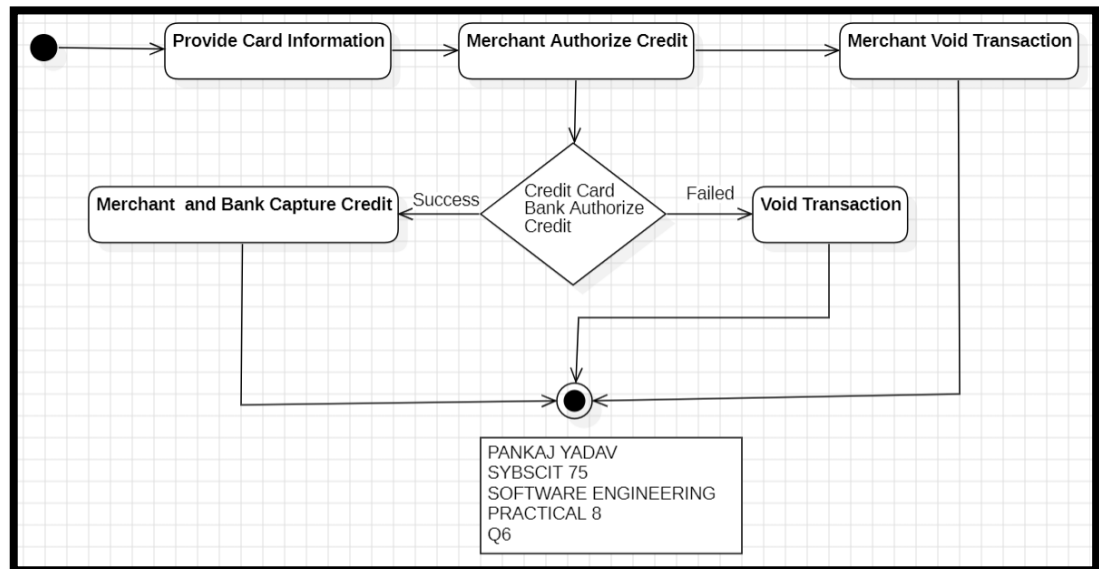 Provide Card Information
Merchant Authorize Credit
Merchant Void Transaction
Merchant  and Bank Capture Credit
Success
Credit Card
Bank Authorize
Credit
Failed
Void Transaction
PANKAJ YADAV
SYBSCIT 75
SOFTWARE ENGINEERING
PRACTICAL 8
Q6